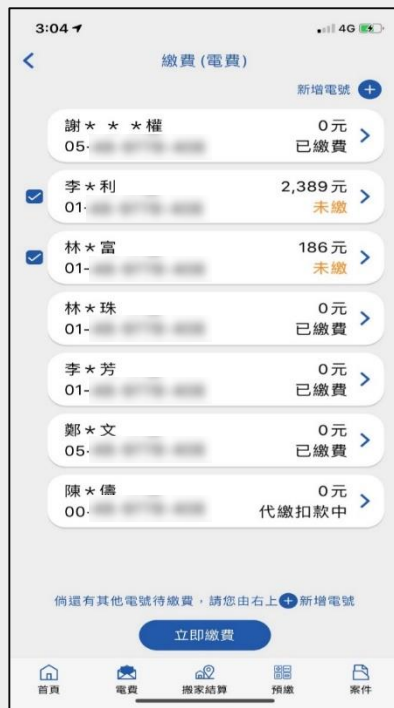 3:04
4G
繳費(電費)
新增電號
謝* * *權 0元
05- 已繳費
李*利 2,389元
01- 未繳
林*富 186元
01- 未繳
林*珠 0元
01- 已繳費
李*芳 0元
01- 已繳費
鄭*文 0元
05- 已繳費
陳*儔 0元
00- 代繳扣款中
倘還有其他電號待繳費,請您由右上+新增電號
立即繳費
首頁 電費 搬家結算 預繳 案件